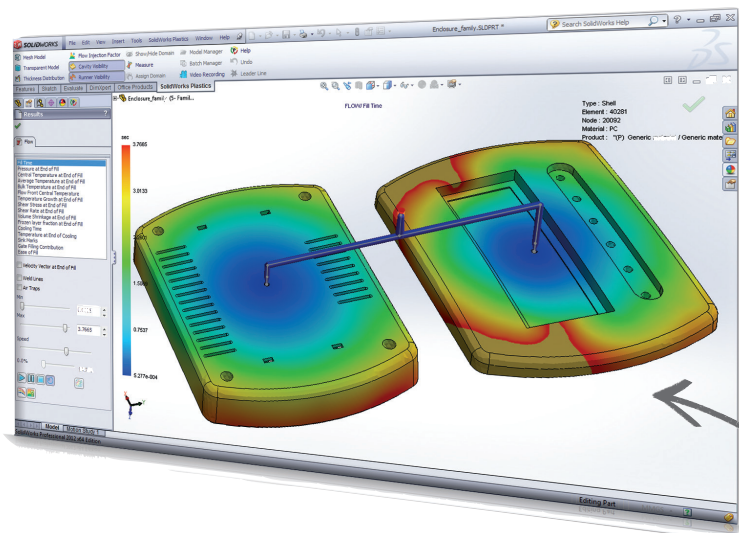 SOLIDWORKS File Edit View Insert Tools SolidWorks Plastics Window Help
Enclosure_family.SLDPRT *
Search SolidWorks Help
Mesh Model
Transparent Model
Thickness Distribution
Flow Injection Factor
Cavity Visibility
Runner Visibility
Show/Hide Domain
Measure
Assign Domain
Model Manager
Batch Manager
Video Recording
Help
Undo
Leader Line
Features Sketch Evaluate DimXpert Office Products SolidWorks Plastics
Enclosure_family (S- Famil...
Results ?
Flow
Fill Time
Pressure at End of Fill
Central Temperature at End of Fill
Average Temperature at End of Fill
Bulk Temperature at End of Fill
Flow Front Central Temperature
Temperature Growth at End of Fill
Shear Stress at End of Fill
Shear Rate at End of Fill
Volume Shrinkage at End of Fill
Frozen layer fraction at End of Fill
Cooling Time
Temperature at End of Cooling
Sink Marks
Gate Filling Contribution
Ease of Fill
Velocity Vector at End of Fill
Weld Lines
Air Traps
Min
Max
3.7665
Speed
0.0%
FLOW/Fill Time
sec
3.7665
3.0133
0.7537
5.277e-004
Type : Shell
Element : 40281
Node : 20092
Material : PC
Product : "(P) Generic / Generic mate
Model Motion Study 1
SolidWorks Professional 2012 x64 Edition
Editing Part